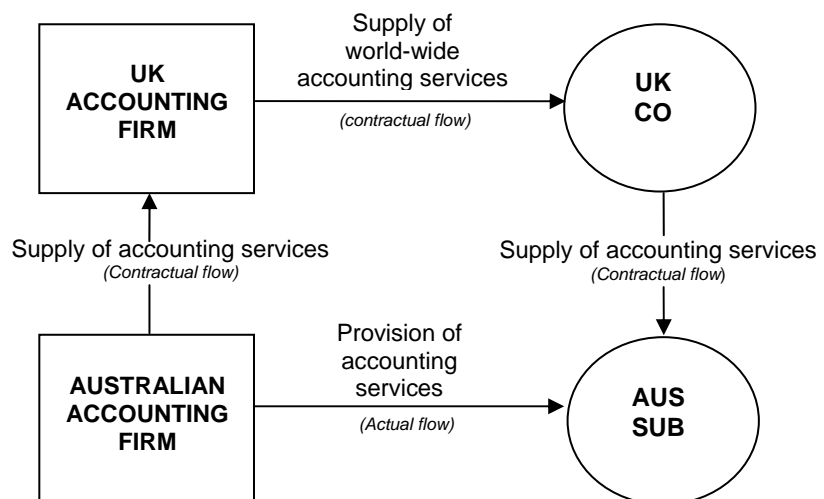 Supply of
world-wide
accounting services
(contractual flow)
UK
ACCOUNTING
FIRM
UK
CO
Supply of accounting services
(Contractual flow)
Supply of accounting services
(Contractual flow)
Provision of
accounting
services
(Actual flow)
AUSTRALIAN
ACCOUNTING
FIRM
AUS
SUB